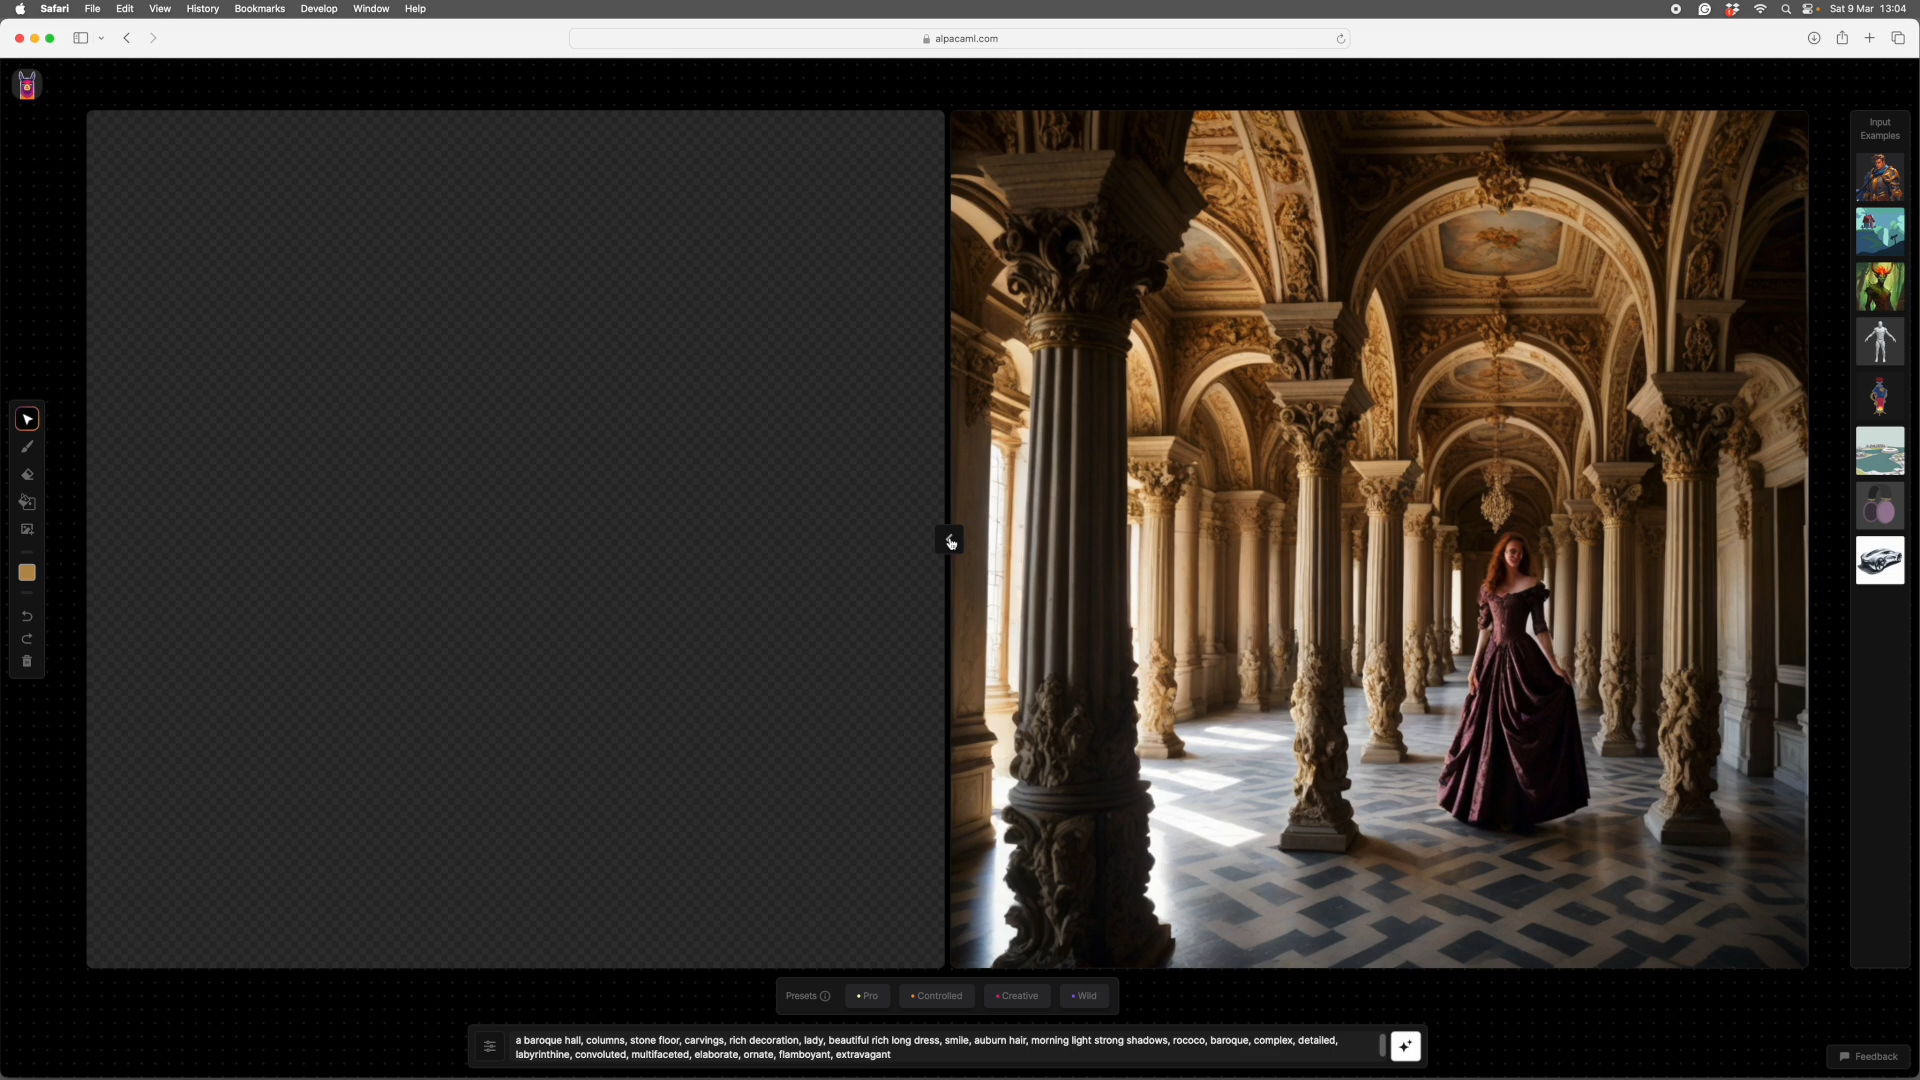 Safari File Edit View History Bookmarks Develop Window Help Sat 9 Mar 13:04
alpacaml.com
Input
Examples
Presets Pro Controlled Creative Wild
a baroque hall, columns, stone floor, carvings, rich decoration, lady, beautiful rich long dress, smile, auburn hair, morning light strong shadows, rococo, baroque, complex, detailed,
labyrinthine, convoluted, multifaceted, elaborate, ornate, flamboyant, extravagant
Feedback